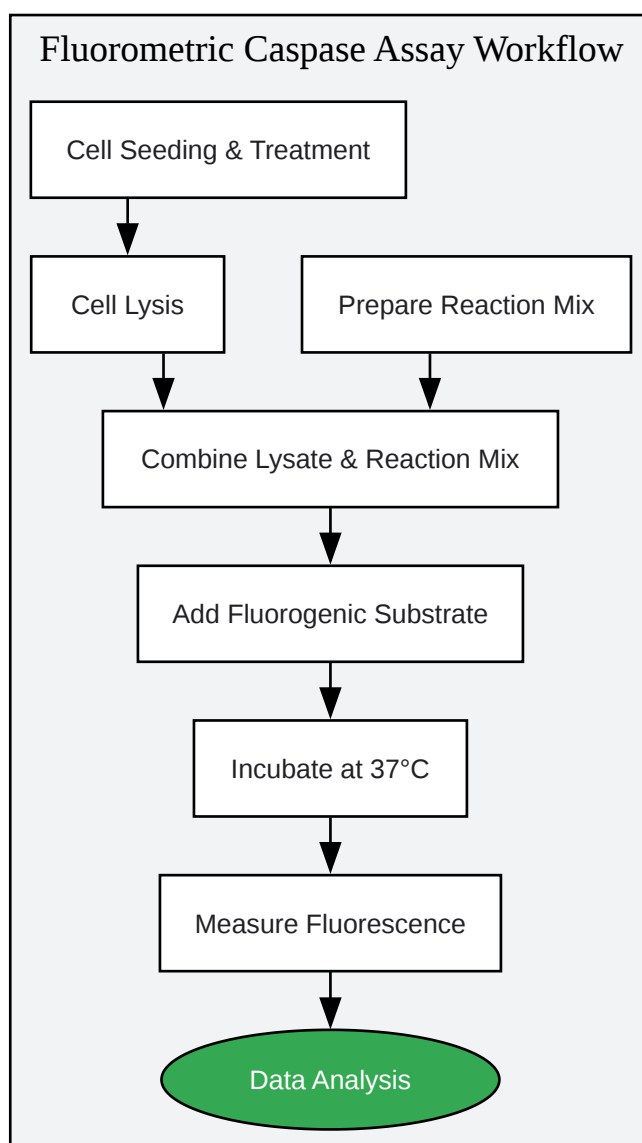 Fluorometric Caspase Assay Workflow
Cell Seeding & Treatment
Cell Lysis
Prepare Reaction Mix
Combine Lysate & Reaction Mix
Add Fluorogenic Substrate
Incubate at 37°C
Measure Fluorescence
Data Analysis